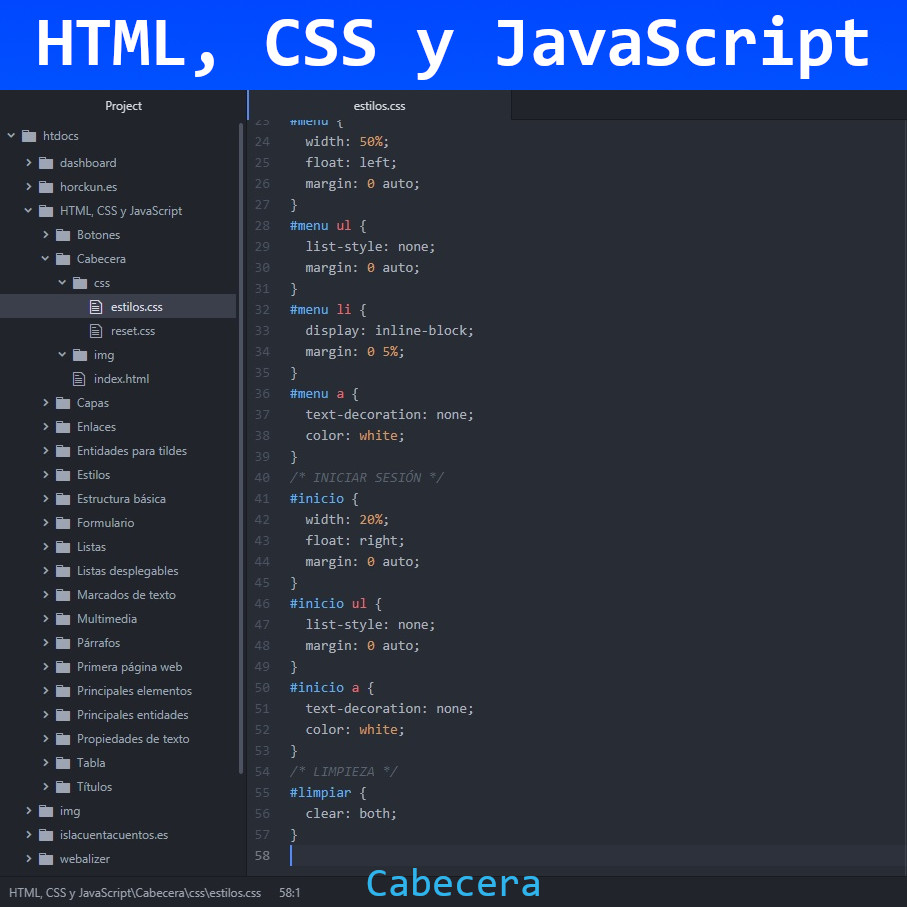 HTML, CSS y JavaScript
Project
htdocs
dashboard
horckun.es
HTML, CSS y JavaScript
Botones
Cabecera
css
estilos.css
reset.css
img
index.html
Capas
Enlaces
Entidades para tildes
Estilos
Estructura básica
Formulario
Listas
Listas desplegables
Marcados de texto
Multimedia
Párrafos
Primera página web
Principales elementos
Principales entidades
Propiedades de texto
Tabla
Títulos
img
islacuentacuentos.es
webalizer
estilos.css
23 #menu {
24 width: 50%;
25 float: left;
26 margin: 0 auto;
27 }
28 #menu ul {
29 list-style: none;
30 margin: 0 auto;
31 }
32 #menu li {
33 display: inline-block;
34 margin: 0 5%;
35 }
36 #menu a {
37 text-decoration: none;
38 color: white;
39 }
40 /* INICIAR SESIÓN */
41 #inicio {
42 width: 20%;
43 float: right;
44 margin: 0 auto;
45 }
46 #inicio ul {
47 list-style: none;
48 margin: 0 auto;
49 }
50 #inicio a {
51 text-decoration: none;
52 color: white;
53 }
54 /* LIMPIEZA */
55 #limpiar {
56 clear: both;
57 }
58
HTML, CSS y JavaScript\Cabecera\css\estilos.css 58:1
Cabecera